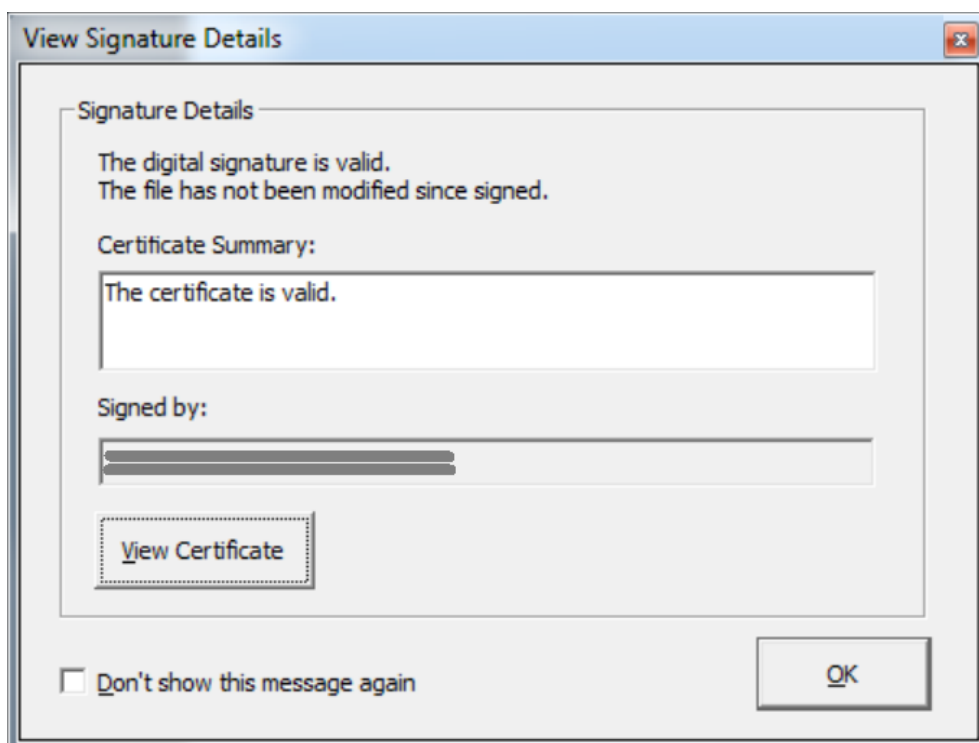 View Signature Details
Signature Details
The digital signature is valid.
The file has not been modified since signed.
Certificate Summary:
The certificate is valid.
Signed by:
View Certificate
Don't show this message again
OK